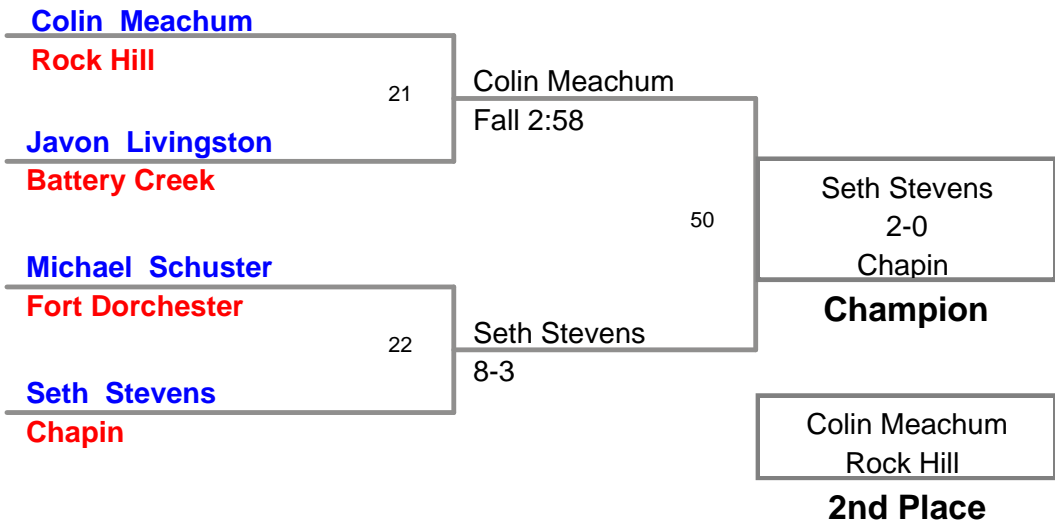 Colin Meachum
Rock Hill
21
Javon Livingston
Battery Creek
Colin Meachum
Fall 2:58
Michael Schuster
Fort Dorchester
22
Seth Stevens
Chapin
Seth Stevens
8-3
50
Seth Stevens
2-0
Chapin
Champion
Colin Meachum
Rock Hill
2nd Place